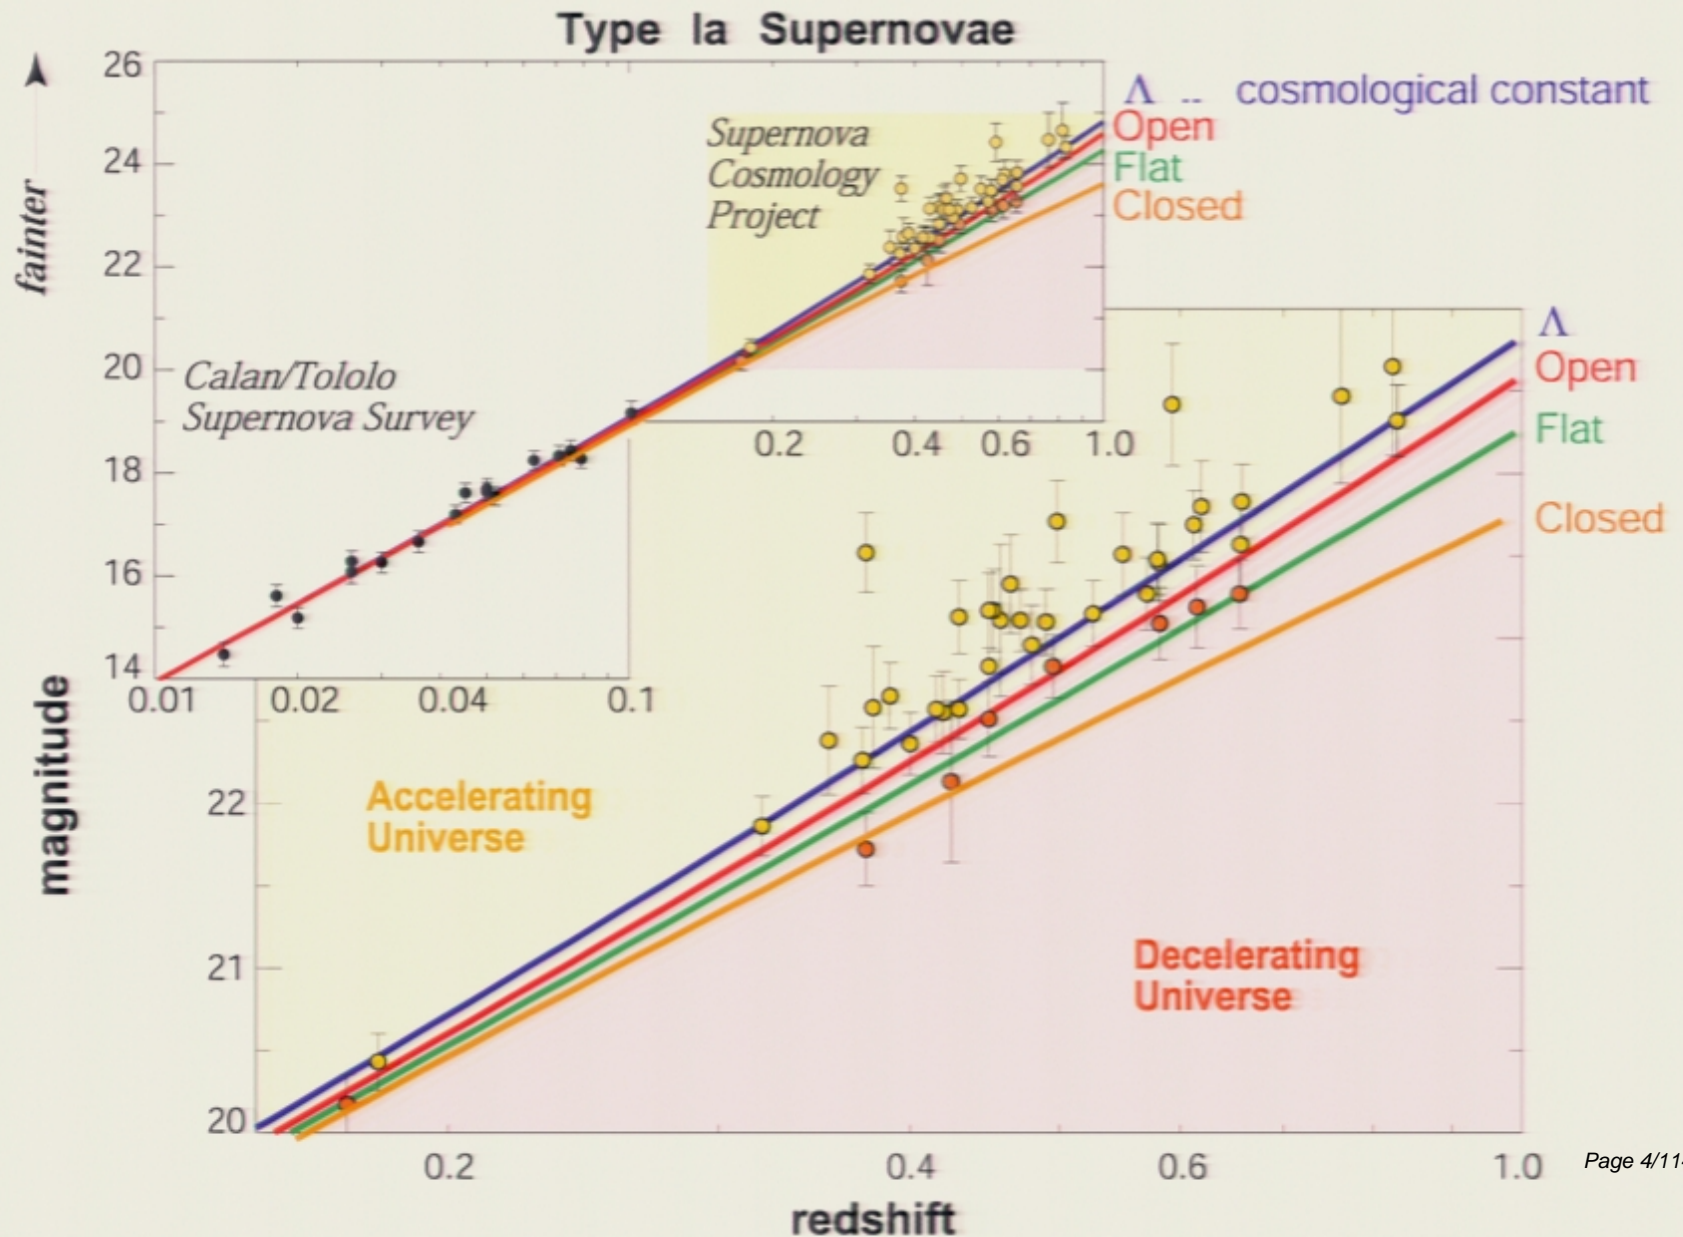 Type Ia Supernovae
26
24
22
20
18
16
14
fainter
magnitude
Supernova
Cosmology
Project
Calan/Tololo
Supernova Survey
Λ -- cosmological constant
Open
Flat
Closed
0.2 0.4 0.6 1.0
0.01 0.02 0.04 0.1
Λ
Open
Flat
Closed
22
21
20
Accelerating
Universe
Decelerating
Universe
0.2 0.4 0.6 1.0
redshift